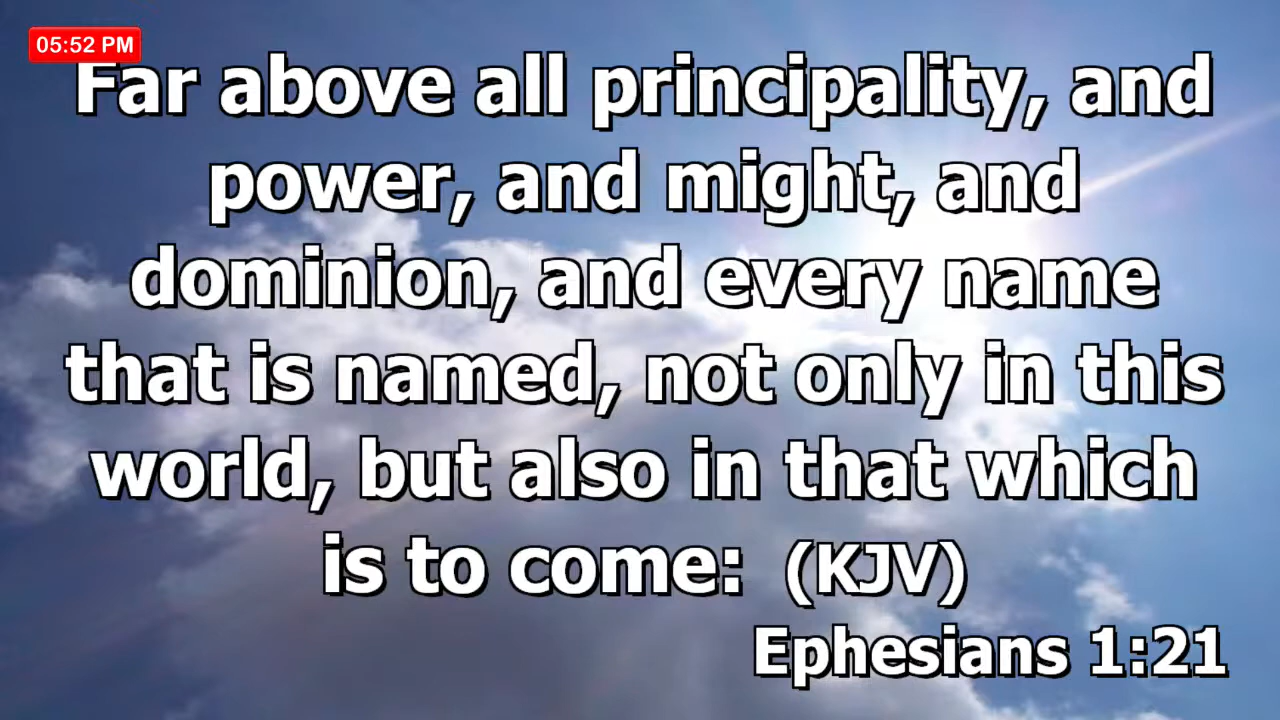 05:52 PM
Far above all principality, and
power, and might, and
dominion, and every name
that is named, not only in this
world, but also in that which
is to come: (KJV)
Ephesians 1:21